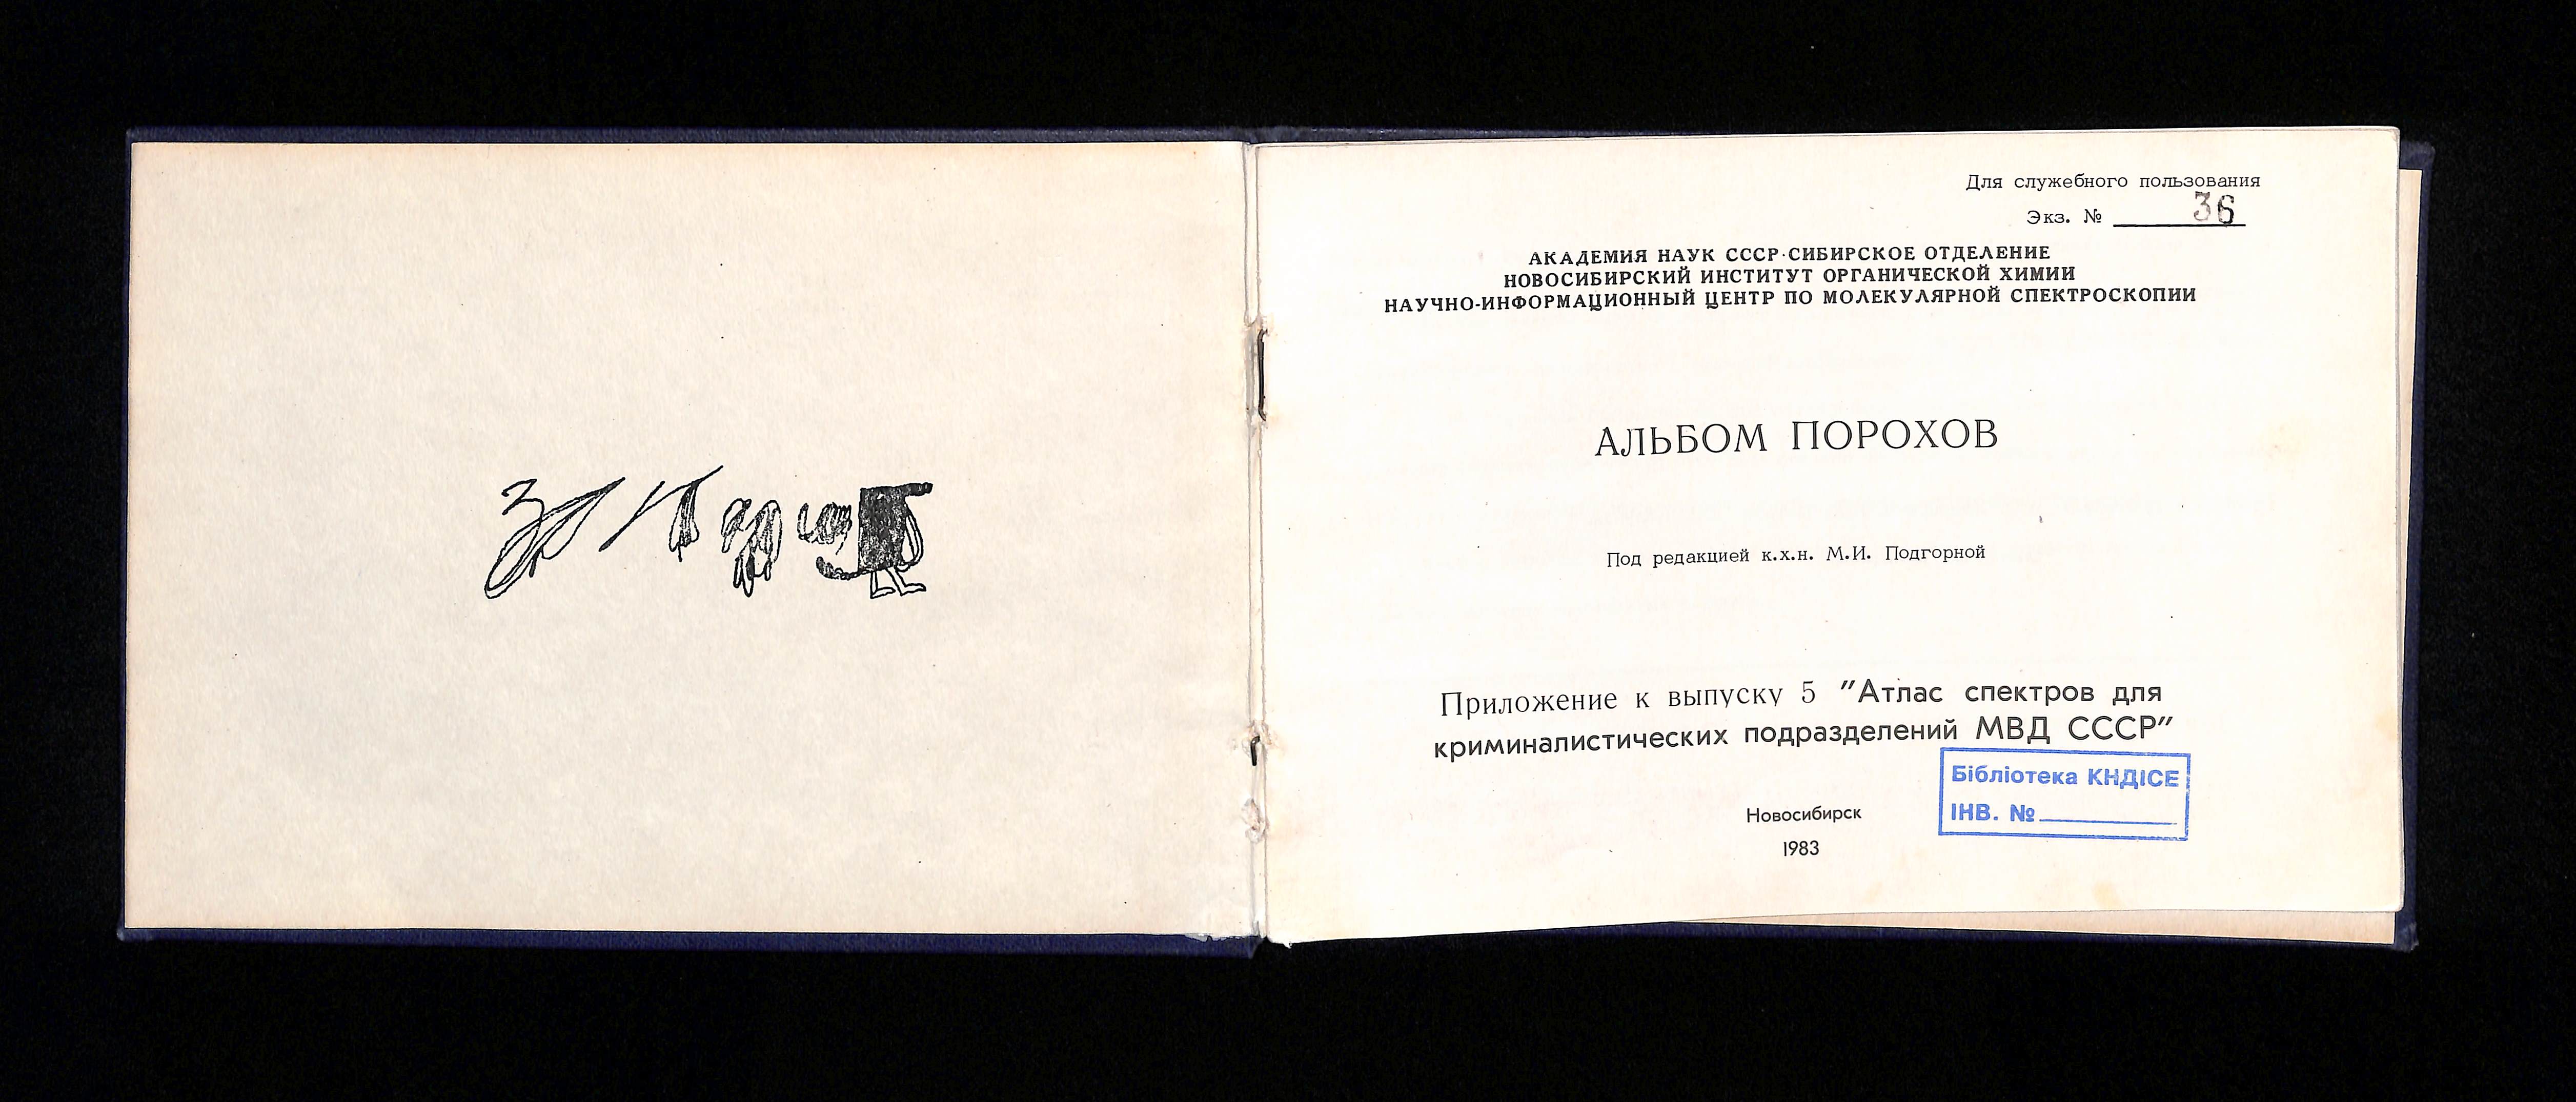 Для служебного пользования
Экз. № 36
АКАДЕМИЯ НАУК СССР·СИБИРСКОЕ ОТДЕЛЕНИЕ
НОВОСИБИРСКИЙ ИНСТИТУТ ОРГАНИЧЕСКОЙ ХИМИИ
НАУЧНО-ИНФОРМАЦИОННЫЙ ЦЕНТР ПО МОЛЕКУЛЯРНОЙ СПЕКТРОСКОПИИ
АЛЬБОМ ПОРОХОВ
Под редакцией к.х.н. М.И. Подгорной
Приложение к выпуску 5 "Атлас спектров для
криминалистических подразделений МВД СССР"
Бібліотека КНДІСЕ
ІНВ. №
Новосибирск
1983